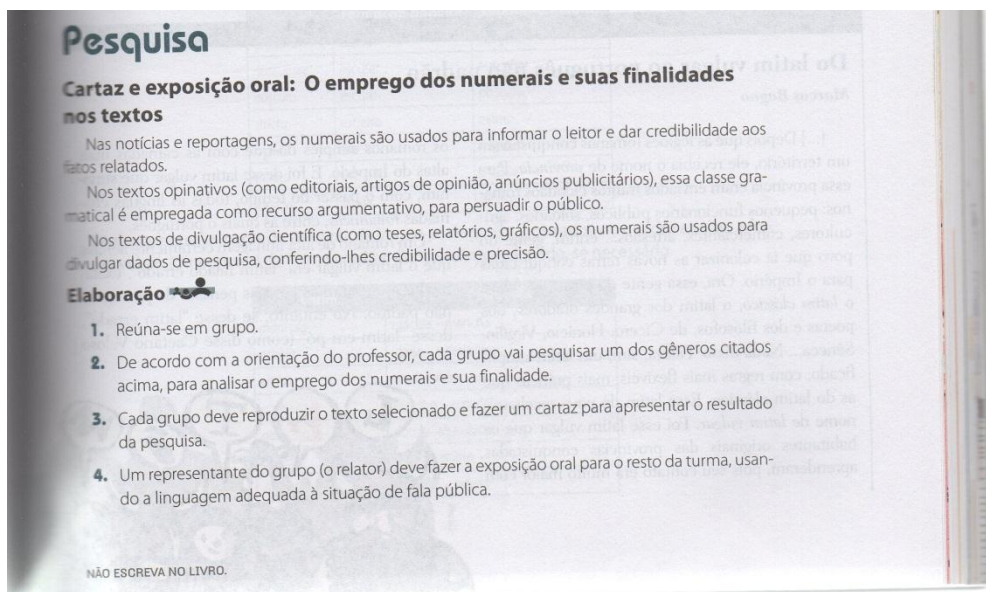 Pesquisa
Cartaz e exposição oral: O emprego dos numerais e suas finalidades
nos textos
Nas notícias e reportagens, os numerais são usados para informar o leitor e dar credibilidade aos
fatos relatados.
Nos textos opinativos (como editoriais, artigos de opinião, anúncios publicitários), essa classe gra-
matical é empregada como recurso argumentativo, para persuadir o público.
Nos textos de divulgação científica (como teses, relatórios, gráficos), os numerais são usados para
divulgar dados de pesquisa, conferindo-lhes credibilidade e precisão.
Elaboração
1. Reúna-se em grupo.
2. De acordo com a orientação do professor, cada grupo vai pesquisar um dos gêneros citados
acima, para analisar o emprego dos numerais e sua finalidade.
3. Cada grupo deve reproduzir o texto selecionado e fazer um cartaz para apresentar o resultado
da pesquisa.
4. Um representante do grupo (o relator) deve fazer a exposição oral para o resto da turma, usan-
do a linguagem adequada à situação de fala pública.
NÃO ESCREVA NO LIVRO.